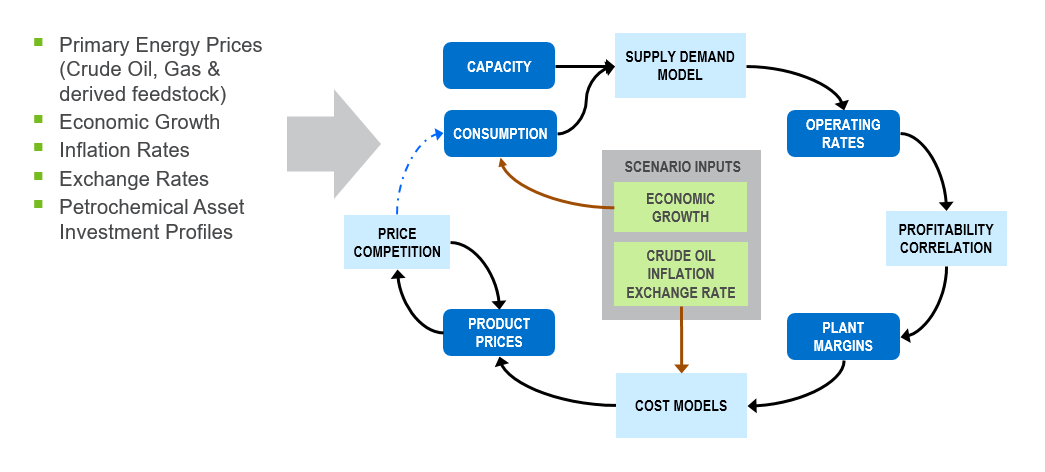 Primary Energy Prices
(Crude Oil, Gas &
derived feedstock)
Economic Growth
Inflation Rates
Exchange Rates
Petrochemical Asset
Investment Profiles
CAPACITY
SUPPLY DEMAND
MODEL
CONSUMPTION
OPERATING
RATES
SCENARIO INPUTS
ECONOMIC
GROWTH
PRICE
COMPETITION
PROFITABILITY
CORRELATION
CRUDE OIL
INFLATION
EXCHANGE RATE
PRODUCT
PRICES
PLANT
MARGINS
COST MODELS